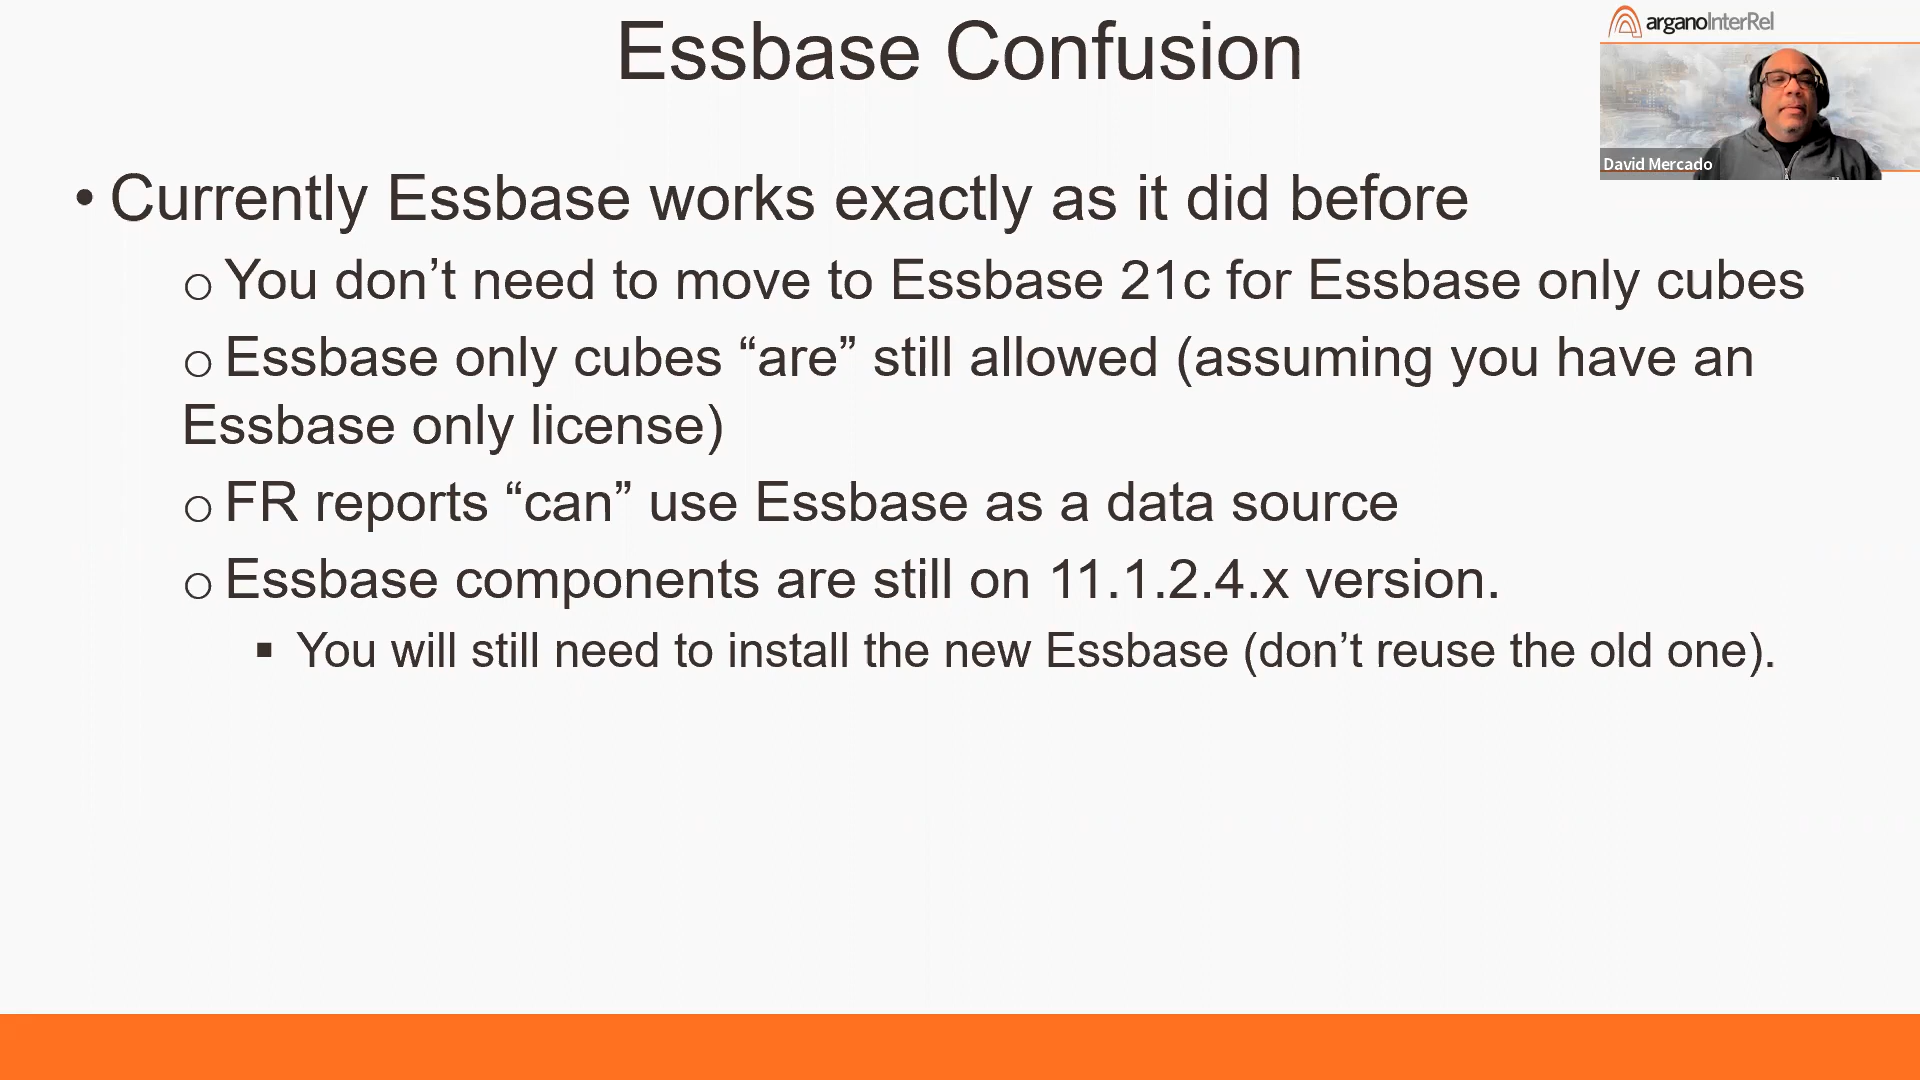 Essbase Confusion
arganoInterRel
David Mercado
• Currently Essbase works exactly as it did before
o You don’t need to move to Essbase 21c for Essbase only cubes
o Essbase only cubes “are” still allowed (assuming you have an
Essbase only license)
o FR reports “can” use Essbase as a data source
o Essbase components are still on 11.1.2.4.x version.
▪ You will still need to install the new Essbase (don’t reuse the old one).